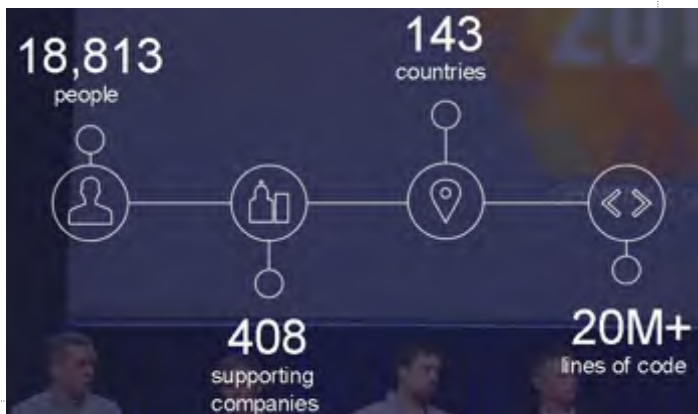 18,813
people
143
countries
408
supporting
companies
20M+
lines of code